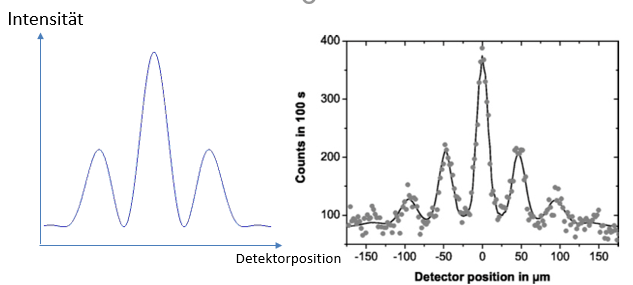 Intensität
Detektorposition
Counts in 100 s
400
300
200
100
-150 -100 -50 0 50 100 150
Detector position in µm